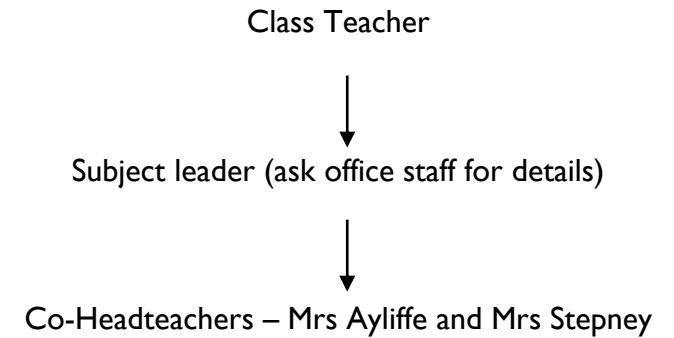 Class Teacher
Subject leader (ask office staff for details)
Co-Headteachers – Mrs Ayliffe and Mrs Stepney